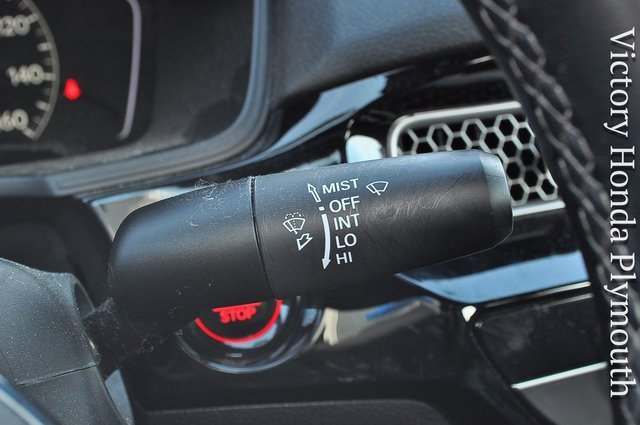 120
140
160
MIST
OFF
INT
LO
HI
STOP
Victory Honda Plymouth